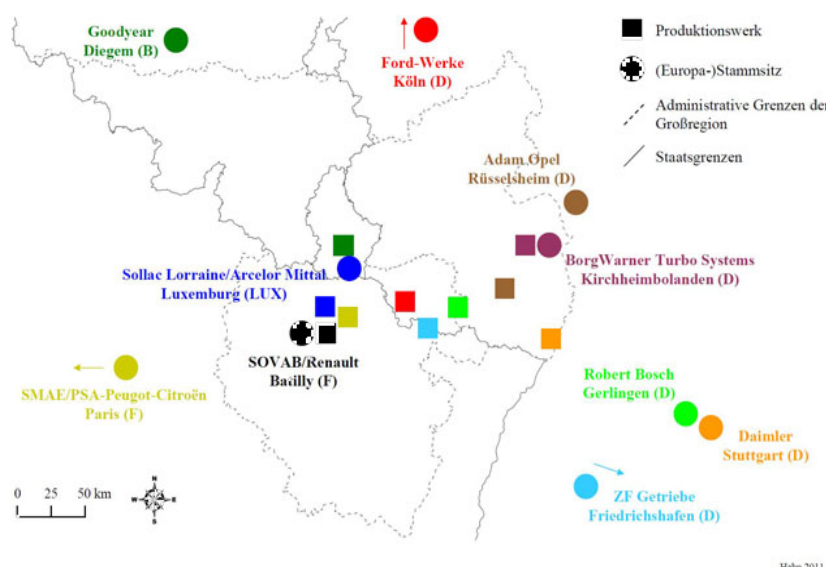 Goodyear
Diegem (B)
Ford-Werke
Köln (D)
Produktionswerk
(Europa-)Stammsitz
Administrative Grenzen der
Großregion
Staatsgrenzen
Adam Opel
Rüsselsheim (D)
BorgWarner Turbo Systems
Kirchheimbolanden (D)
Sollac Lorraine/Arcelor Mittal
Luxemburg (LUX)
SOVAB/Renault
Batilly (F)
SMAE/PSA-Peugot-Citroën
Paris (F)
Robert Bosch
Gerlingen (D)
Daimler
Stuttgart (D)
ZF Getriebe
Friedrichshafen (D)
N
W E
S
0 25 50 km